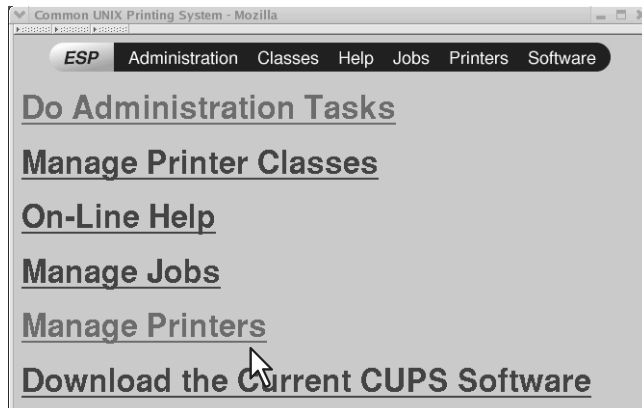 Common UNIX Printing System - Mozilla
ESP Administration Classes Help Jobs Printers Software
Do Administration Tasks
Manage Printer Classes
On-Line Help
Manage Jobs
Manage Printers
Download the Current CUPS Software